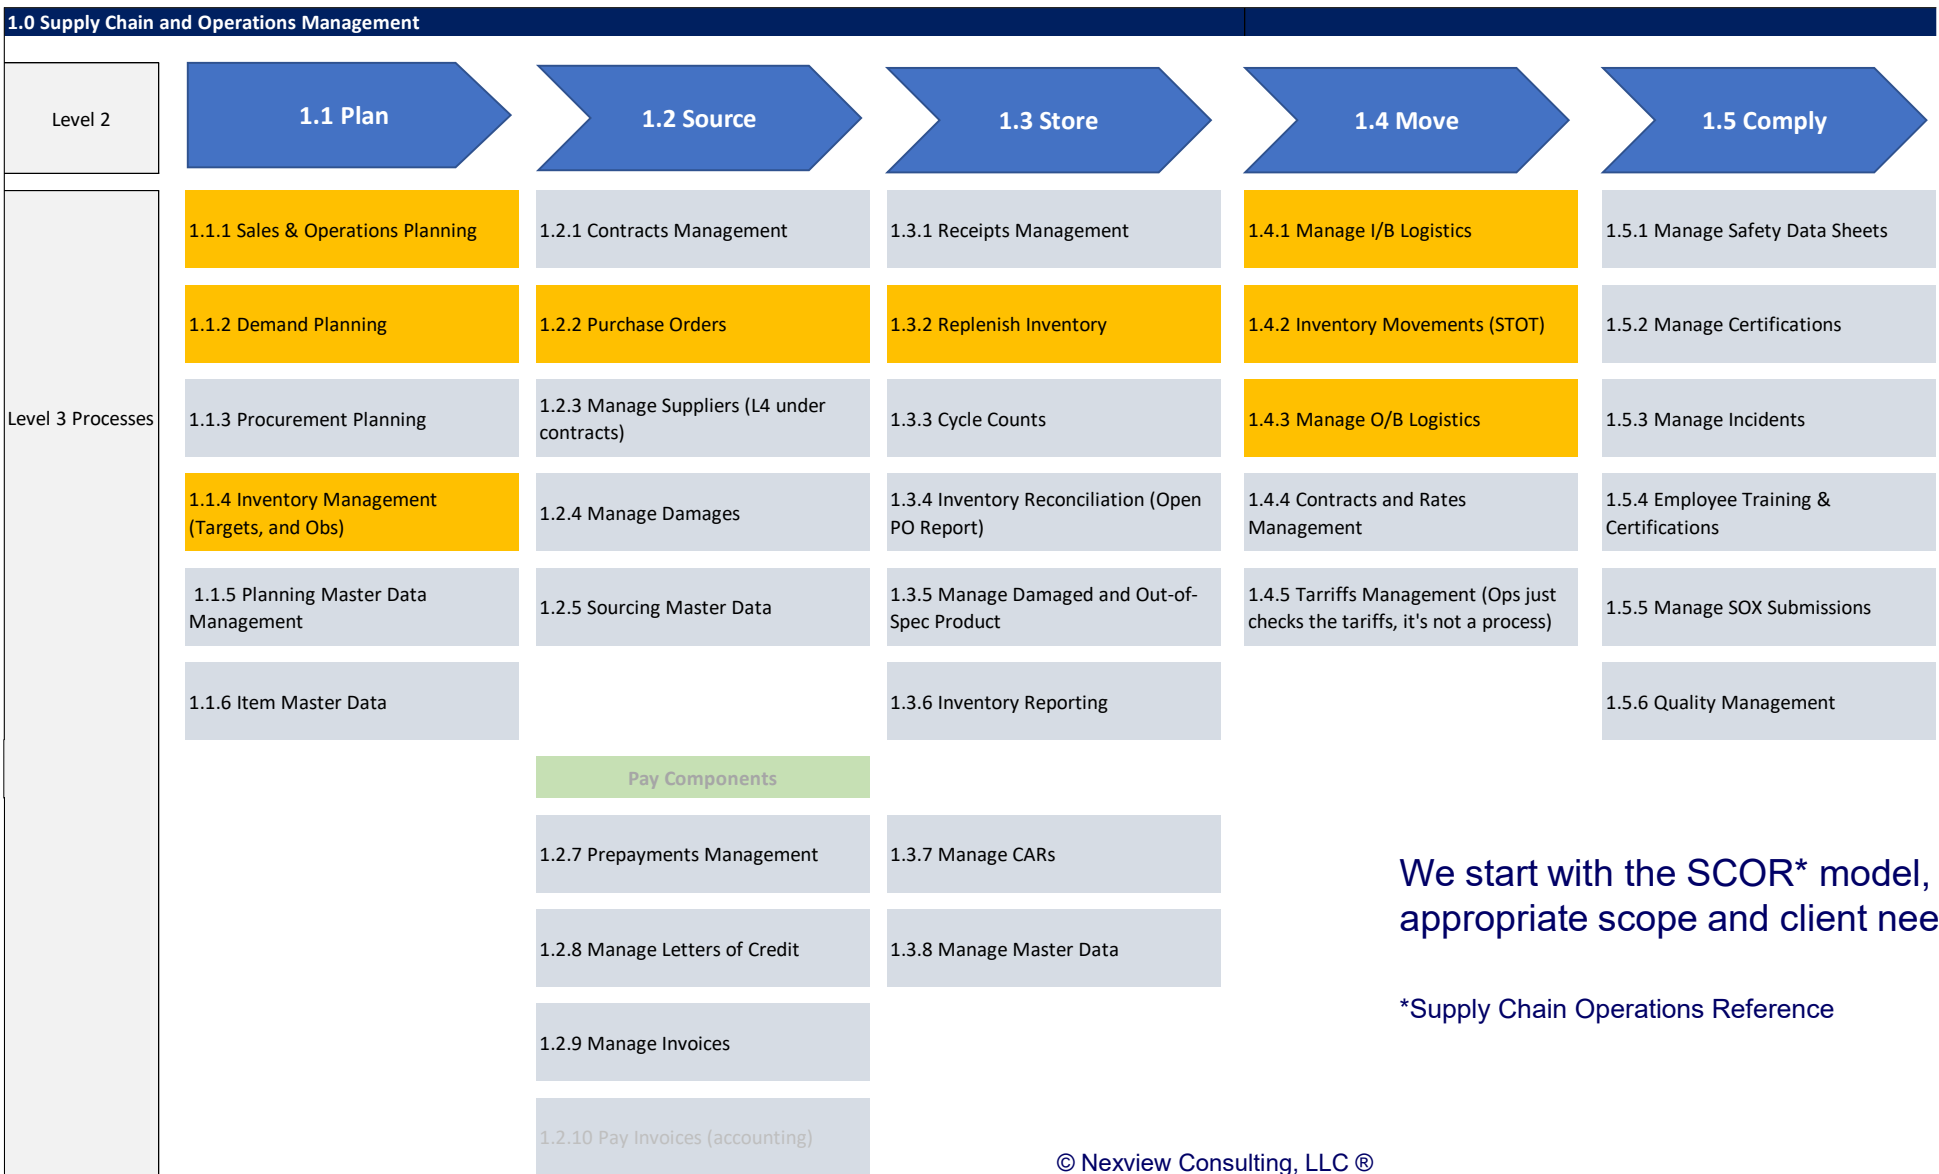 1.0 Supply Chain and Operations Management
Level 2
1.1 Plan
1.2 Source
1.3 Store
1.4 Move
1.5 Comply
Level 3 Processes
1.1.1 Sales & Operations Planning
1.2.1 Contracts Management
1.3.1 Receipts Management
1.4.1 Manage I/B Logistics
1.5.1 Manage Safety Data Sheets
1.1.2 Demand Planning
1.2.2 Purchase Orders
1.3.2 Replenish Inventory
1.4.2 Inventory Movements (STOT)
1.5.2 Manage Certifications
1.1.3 Procurement Planning
1.2.3 Manage Suppliers (L4 under
contracts)
1.3.3 Cycle Counts
1.4.3 Manage O/B Logistics
1.5.3 Manage Incidents
1.1.4 Inventory Management
(Targets, and Obs)
1.2.4 Manage Damages
1.3.4 Inventory Reconciliation (Open
PO Report)
1.4.4 Contracts and Rates
Management
1.5.4 Employee Training &
Certifications
1.1.5 Planning Master Data
Management
1.2.5 Sourcing Master Data
1.3.5 Manage Damaged and Out-of-
Spec Product
1.4.5 Tarriffs Management (Ops just
checks the tariffs, it's not a process)
1.5.5 Manage SOX Submissions
1.1.6 Item Master Data
1.3.6 Inventory Reporting
1.5.6 Quality Management
Pay Components
1.2.7 Prepayments Management
1.3.7 Manage CARs
1.2.8 Manage Letters of Credit
1.3.8 Manage Master Data
1.2.9 Manage Invoices
1.2.10 Pay Invoices (accounting)
We start with the SCOR* model,
appropriate scope and client nee
*Supply Chain Operations Reference
© Nexview Consulting, LLC ®